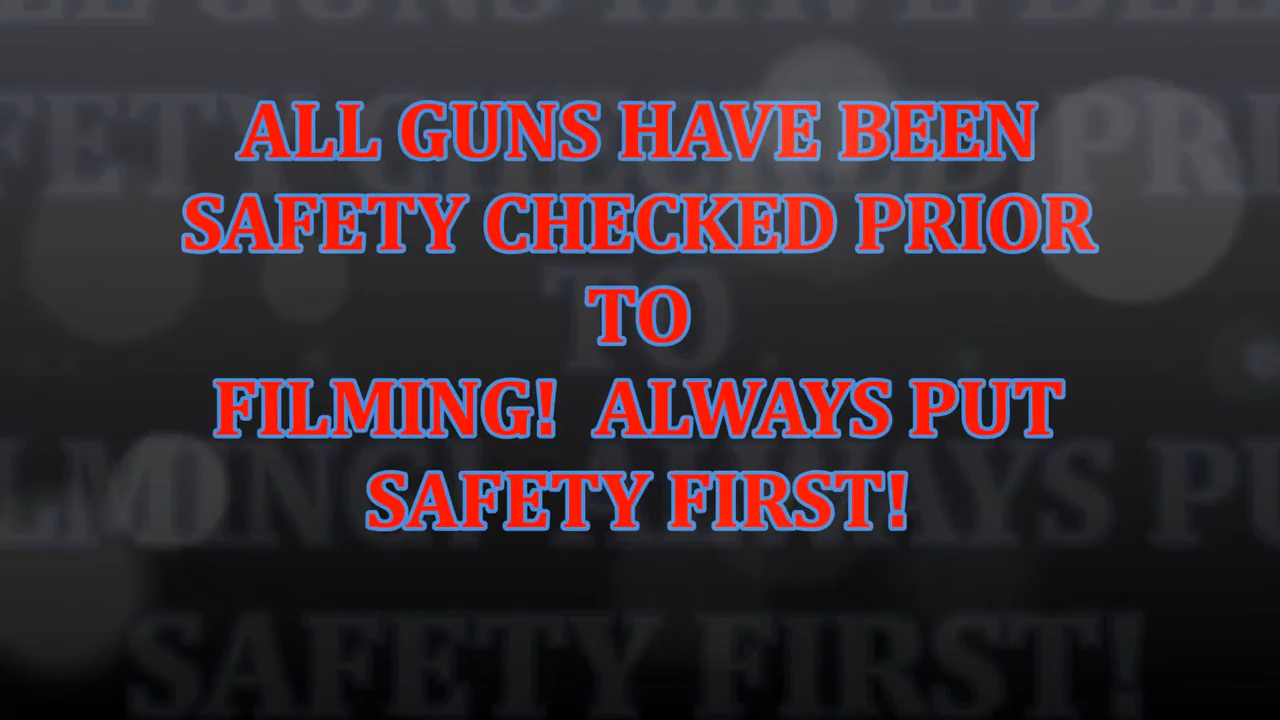 ALL GUNS HAVE BEEN
SAFETY CHECKED PRIOR
TO
FILMING!  ALWAYS PUT
SAFETY FIRST!